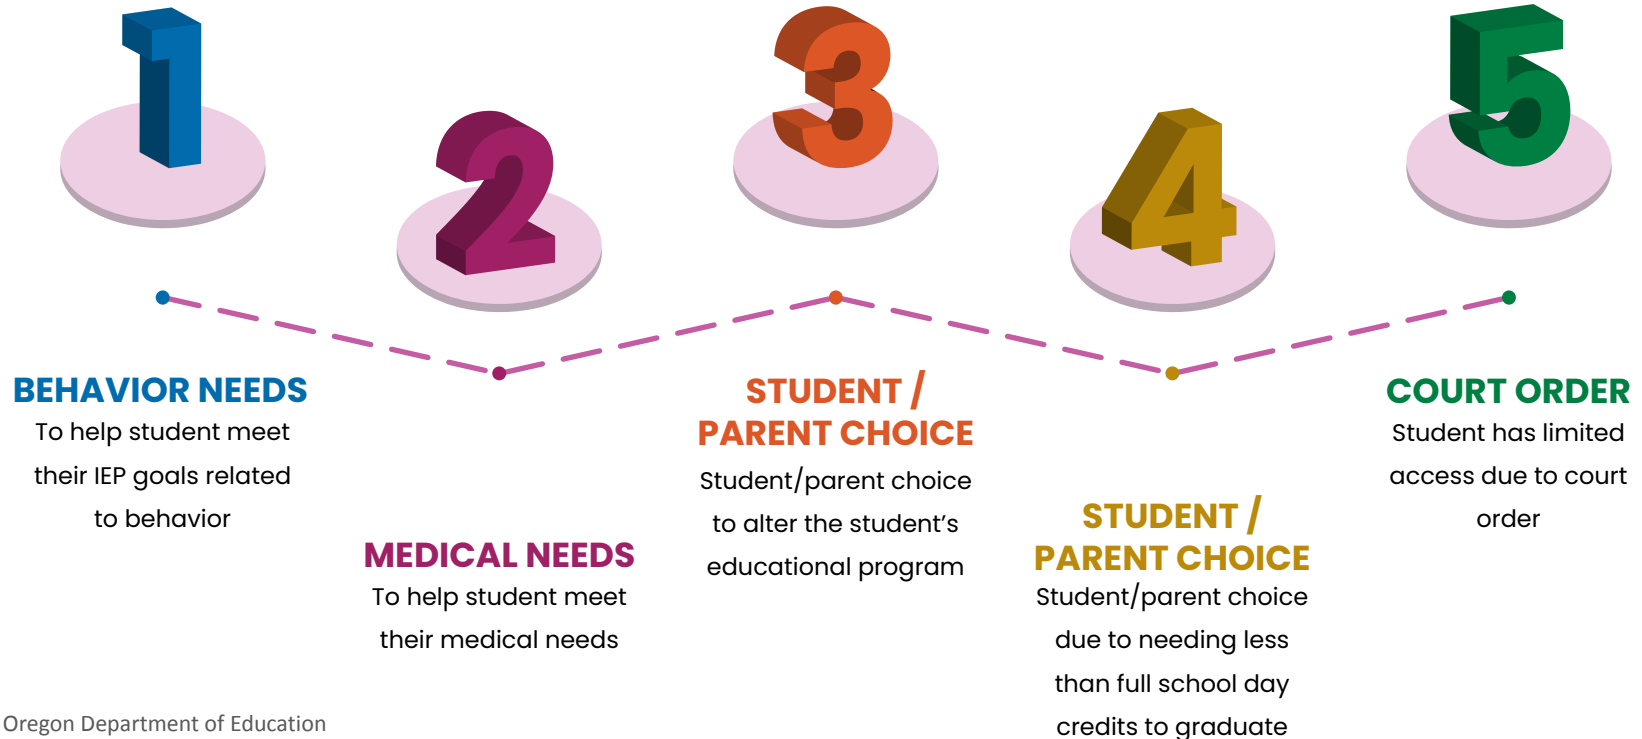 1
2
3
4
5
BEHAVIOR NEEDS
To help student meet
their IEP goals related
to behavior
MEDICAL NEEDS
To help student meet
their medical needs
STUDENT /
PARENT CHOICE
Student/parent choice
to alter the student’s
educational program
STUDENT /
PARENT CHOICE
Student/parent choice
due to needing less
than full school day
credits to graduate
COURT ORDER
Student has limited
access due to court
order
Oregon Department of Education